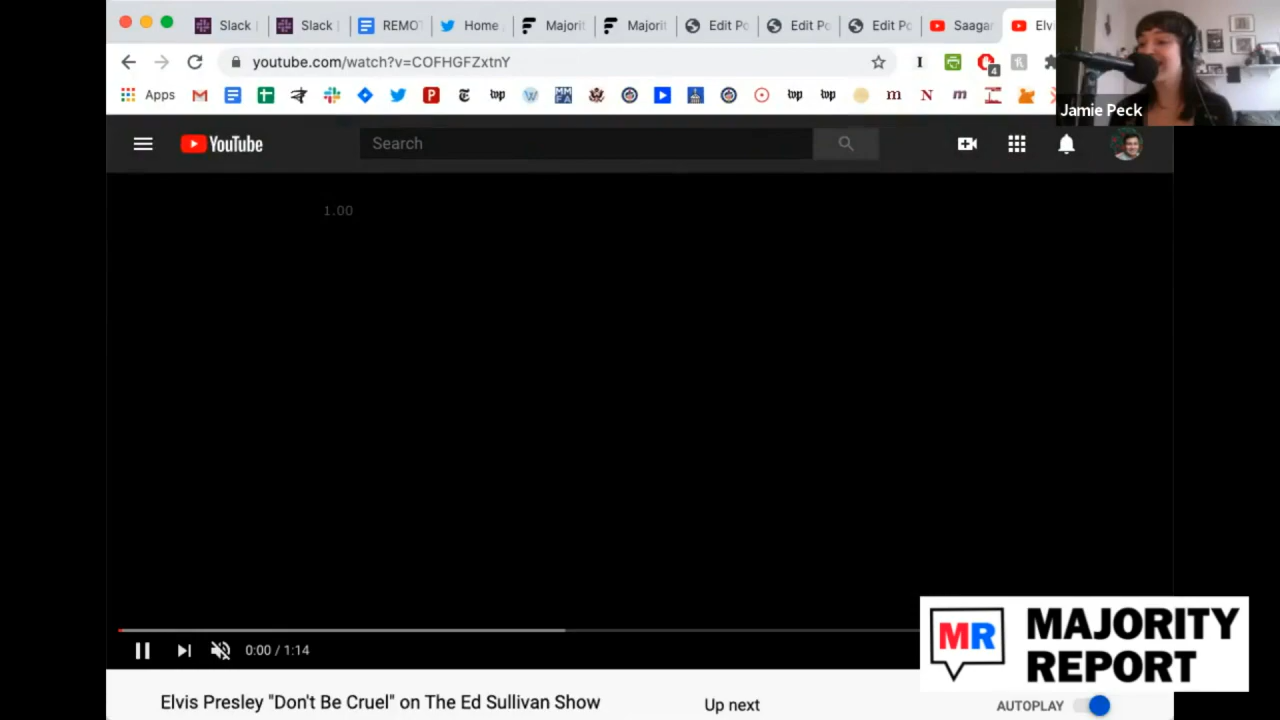 Slack
Slack
REMO
Home
Majorit
Majorit
Edit Po
Edit Po
Edit Po
Saagar
Elv
youtube.com/watch?v=COFHGFZxtnY
4
Apps
Jamie Peck
YouTube
Search
1.00
0:00 / 1:14
MR
MAJORITY
REPORT
Elvis Presley "Don't Be Cruel" on The Ed Sullivan Show
Up next
AUTOPLAY